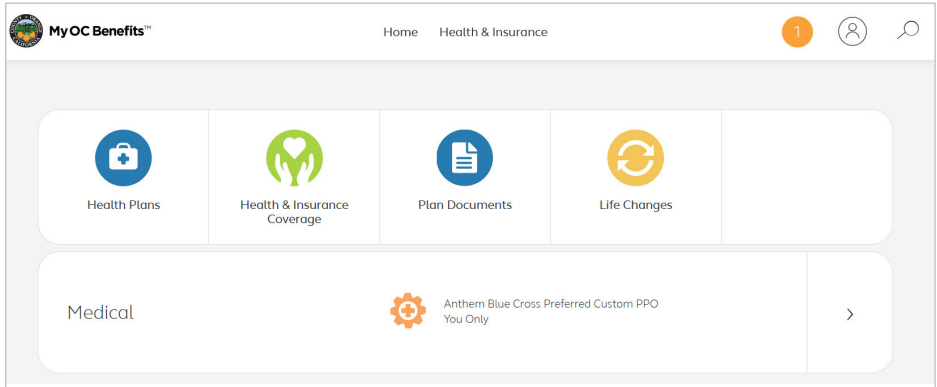 My OC Benefits™
Home
Health & Insurance
1
Health Plans
Health & Insurance
Coverage
Plan Documents
Life Changes
Medical
Anthem Blue Cross Preferred Custom PPO
You Only